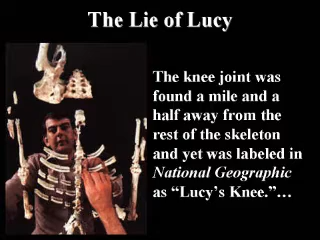 The Lie of Lucy
The knee joint was
found a mile and a
half away from the
rest of the skeleton
and yet was labeled in
National Geographic
as “Lucy’s Knee.”…